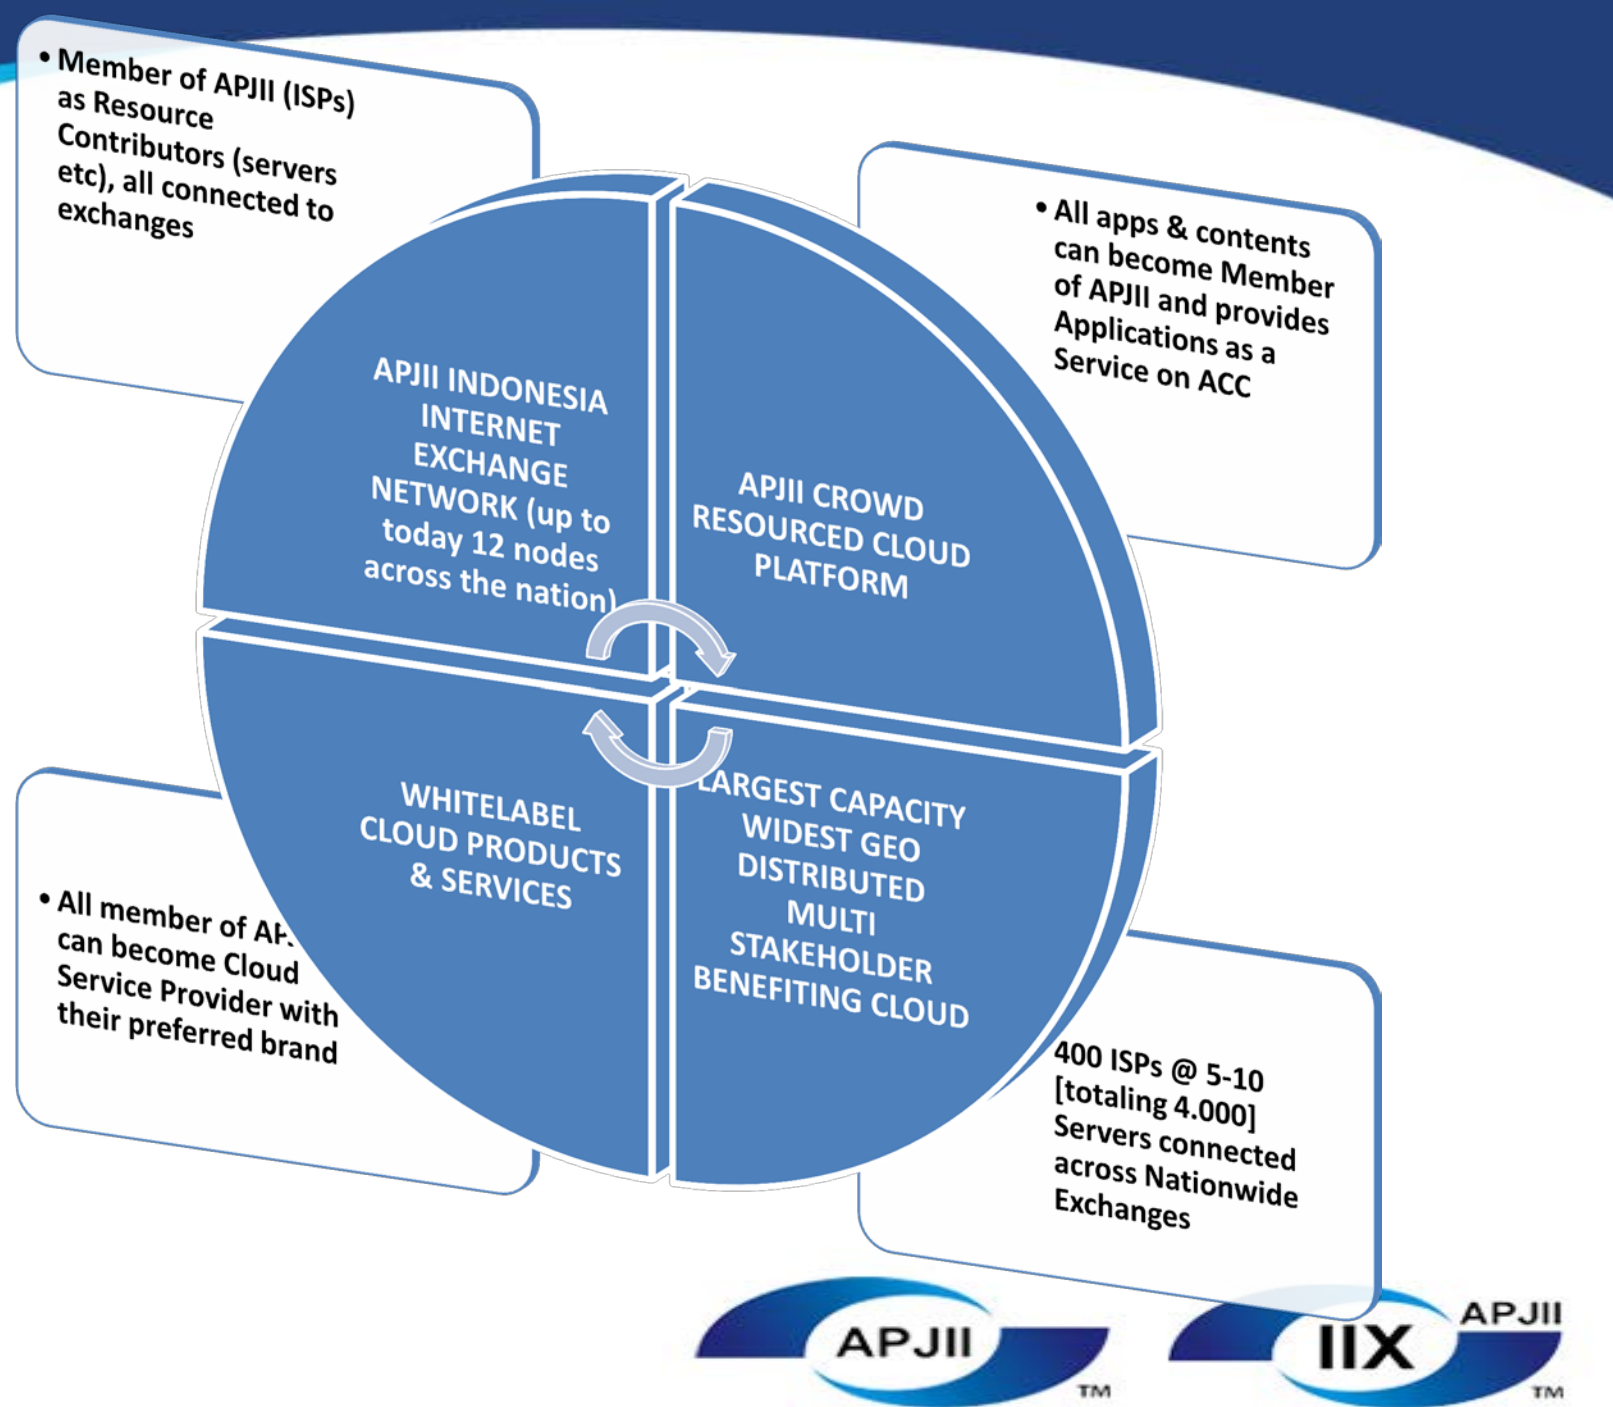 • Member of APJII (ISPs)
as Resource
Contributors (servers
etc), all connected to
exchanges
• All apps & contents
can become Member
of APJII and provides
Applications as a
Service on ACC
APJII INDONESIA
INTERNET
EXCHANGE
NETWORK (up to
today 12 nodes
across the nation)
APJII CROWD
RESOURCED CLOUD
PLATFORM
WHITELABEL
CLOUD PRODUCTS
& SERVICES
LARGEST CAPACITY
WIDEST GEO
DISTRIBUTED
MULTI
STAKEHOLDER
BENEFITING CLOUD
• All member of
can become Cloud
Service Provider with
their preferred brand
400 ISPs @ 5-10
[totaling 4.000]
Servers connected
across Nationwide
Exchanges
APJII
TM
APJII
IIX
TM